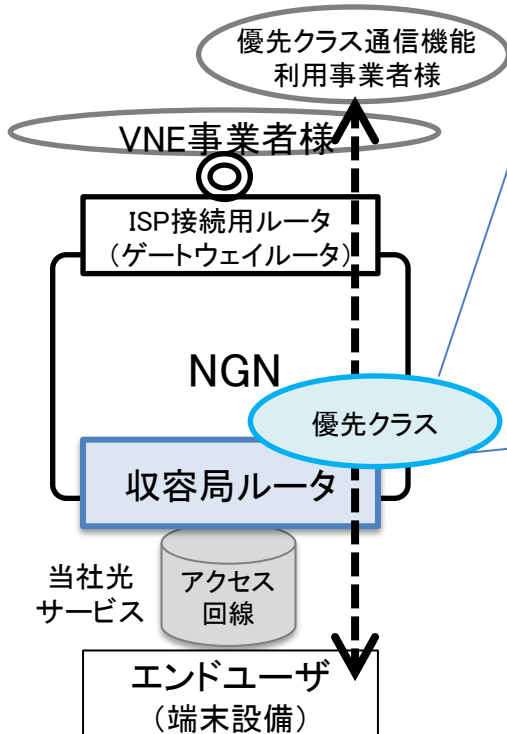 優先クラス通信機能
利用事業者様
VNE事業者様
ISP接続用ルータ
（ゲートウェイルータ）
NGN
優先クラス
収容局ルータ
当社光
サービス
アクセス
回線
エンドユーザ
（端末設備）